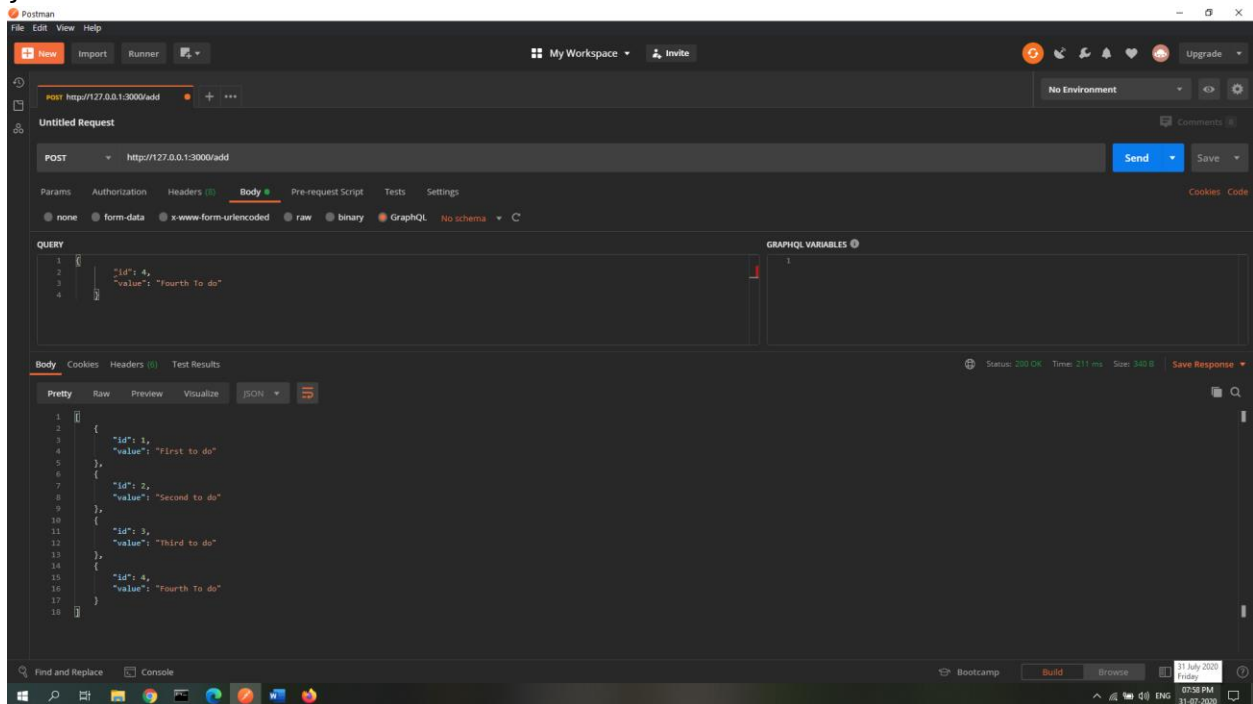 Postman
File Edit View Help
New Import Runner My Workspace Invite Upgrade
POST http://127.0.0.1:3000/add No Environment
Untitled Request Comments 0
POST http://127.0.0.1:3000/add Send Save
Params Authorization Headers (8) Body Pre-request Script Tests Settings Cookies Code
none form-data x-www-form-urlencoded raw binary GraphQL No schema
QUERY GRAPHQL VARIABLES
1 { 1
2 "id": 4,
3 "value": "Fourth To do"
4 }
Body Cookies Headers (6) Test Results Status: 200 OK Time: 211 ms Size: 340 B Save Response
Pretty Raw Preview Visualize JSON
1 [
2 {
3 "id": 1,
4 "value": "First to do"
5 },
6 {
7 "id": 2,
8 "value": "Second to do"
9 },
10 {
11 "id": 3,
12 "value": "Third to do"
13 },
14 {
15 "id": 4,
16 "value": "Fourth To do"
17 }
18 ]
Find and Replace Console Bootcamp Build Browse
31 July 2020
Friday
ENG 07:58 PM
31-07-2020